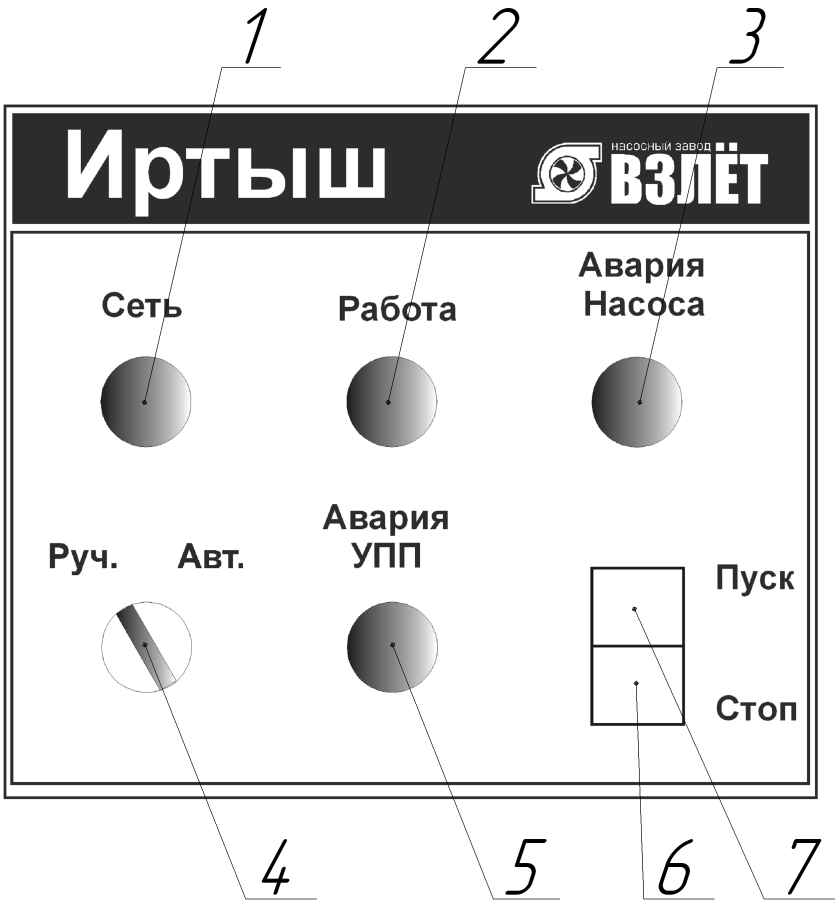 1 2 3
Иртыш
насосный завод
ВЗЛЁТ
Сеть
Работа
Авария
Насоса
Руч. Авт.
Авария
УПП
Пуск
Стоп
4 5 6 7